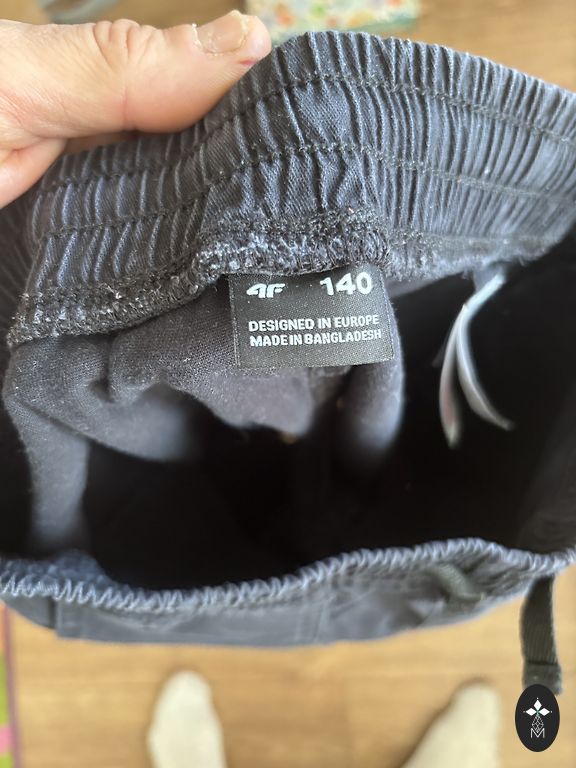 4F 140
DESIGNED IN EUROPE
MADE IN BANGLADESH
M